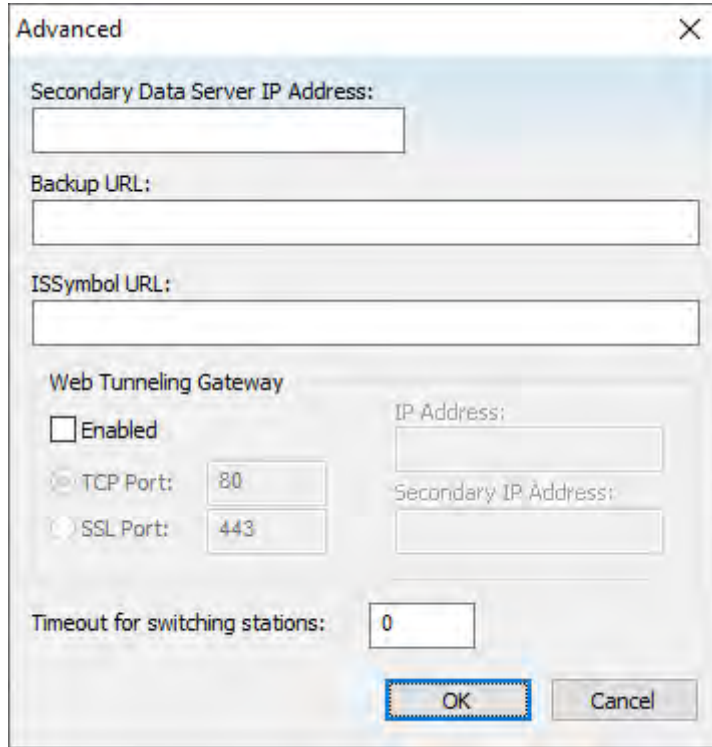 Advanced
Secondary Data Server IP Address:
Backup URL:
ISSymbol URL:
Web Tunneling Gateway
Enabled
IP Address:
TCP Port: 80
Secondary IP Address:
SSL Port: 443
Timeout for switching stations: 0
OK Cancel